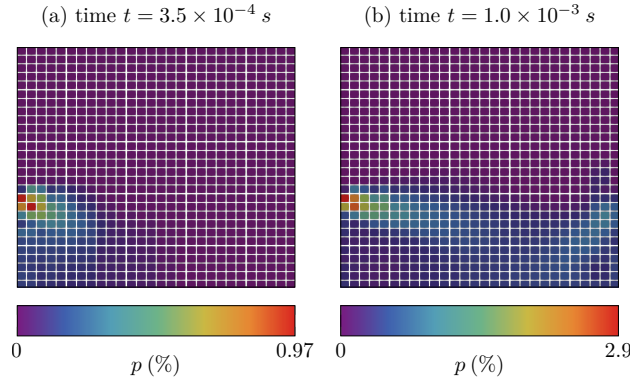 (a) time t = 3.5 × 10⁻⁴ s
(b) time t = 1.0 × 10⁻³ s
0 0.97
p (%)
0 2.9
p (%)